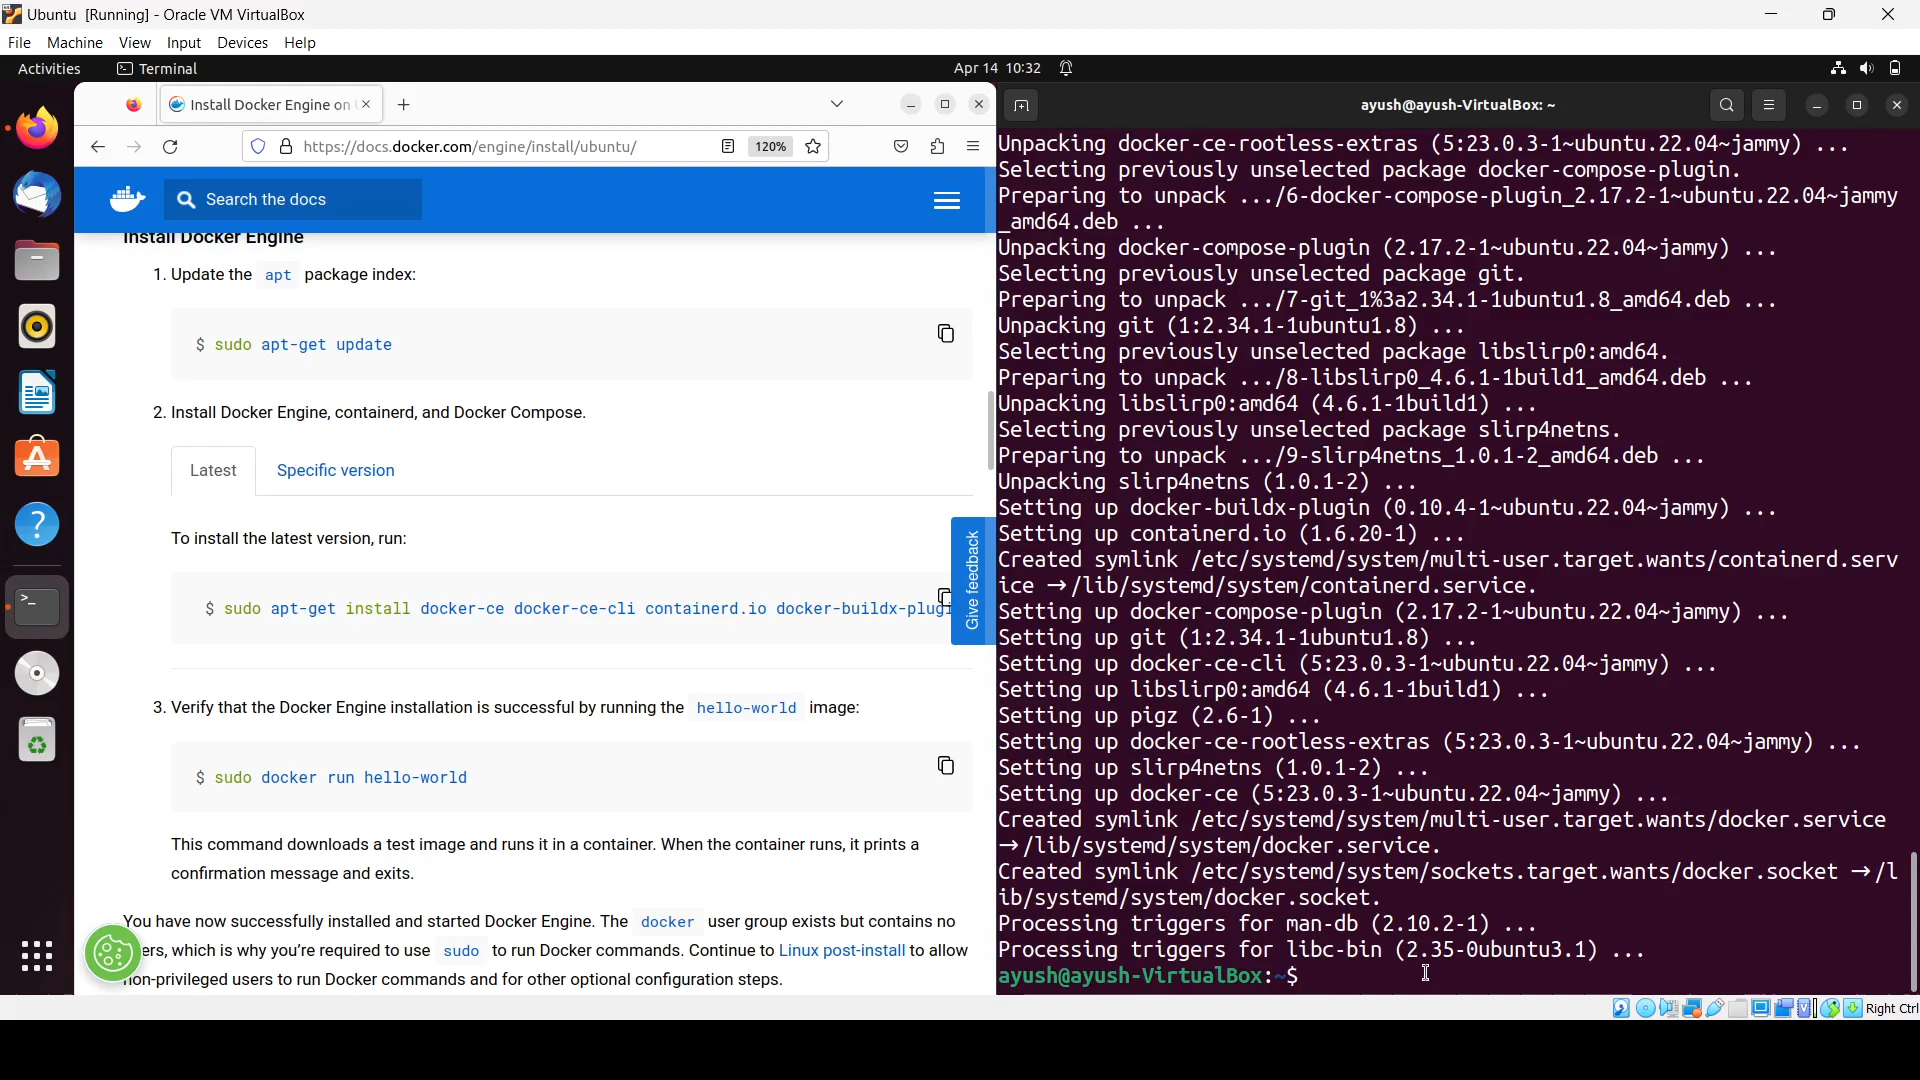 Ubuntu [Running] - Oracle VM VirtualBox
File Machine View Input Devices Help
Activities Terminal Apr 14 10:32
Install Docker Engine on
https://docs.docker.com/engine/install/ubuntu/ 120%
Search the docs
Install Docker Engine
1. Update the apt package index:
$ sudo apt-get update
2. Install Docker Engine, containerd, and Docker Compose.
Latest Specific version
To install the latest version, run:
$ sudo apt-get install docker-ce docker-ce-cli containerd.io docker-buildx-plugi
Give feedback
3. Verify that the Docker Engine installation is successful by running the hello-world image:
$ sudo docker run hello-world
This command downloads a test image and runs it in a container. When the container runs, it prints a
confirmation message and exits.
You have now successfully installed and started Docker Engine. The docker user group exists but contains no
ers, which is why you're required to use sudo to run Docker commands. Continue to Linux post-install to allow
non-privileged users to run Docker commands and for other optional configuration steps.
ayush@ayush-VirtualBox: ~
Unpacking docker-ce-rootless-extras (5:23.0.3-1~ubuntu.22.04~jammy) ...
Selecting previously unselected package docker-compose-plugin.
Preparing to unpack .../6-docker-compose-plugin_2.17.2-1~ubuntu.22.04~jammy
_amd64.deb ...
Unpacking docker-compose-plugin (2.17.2-1~ubuntu.22.04~jammy) ...
Selecting previously unselected package git.
Preparing to unpack .../7-git_1%3a2.34.1-1ubuntu1.8_amd64.deb ...
Unpacking git (1:2.34.1-1ubuntu1.8) ...
Selecting previously unselected package libslirp0:amd64.
Preparing to unpack .../8-libslirp0_4.6.1-1build1_amd64.deb ...
Unpacking libslirp0:amd64 (4.6.1-1build1) ...
Selecting previously unselected package slirp4netns.
Preparing to unpack .../9-slirp4netns_1.0.1-2_amd64.deb ...
Unpacking slirp4netns (1.0.1-2) ...
Setting up docker-buildx-plugin (0.10.4-1~ubuntu.22.04~jammy) ...
Setting up containerd.io (1.6.20-1) ...
Created symlink /etc/systemd/system/multi-user.target.wants/containerd.serv
ice → /lib/systemd/system/containerd.service.
Setting up docker-compose-plugin (2.17.2-1~ubuntu.22.04~jammy) ...
Setting up git (1:2.34.1-1ubuntu1.8) ...
Setting up docker-ce-cli (5:23.0.3-1~ubuntu.22.04~jammy) ...
Setting up libslirp0:amd64 (4.6.1-1build1) ...
Setting up pigz (2.6-1) ...
Setting up docker-ce-rootless-extras (5:23.0.3-1~ubuntu.22.04~jammy) ...
Setting up slirp4netns (1.0.1-2) ...
Setting up docker-ce (5:23.0.3-1~ubuntu.22.04~jammy) ...
Created symlink /etc/systemd/system/multi-user.target.wants/docker.service
→ /lib/systemd/system/docker.service.
Created symlink /etc/systemd/system/sockets.target.wants/docker.socket → /l
ib/systemd/system/docker.socket.
Processing triggers for man-db (2.10.2-1) ...
Processing triggers for libc-bin (2.35-0ubuntu3.1) ...
ayush@ayush-VirtualBox:~$
Right Ctrl